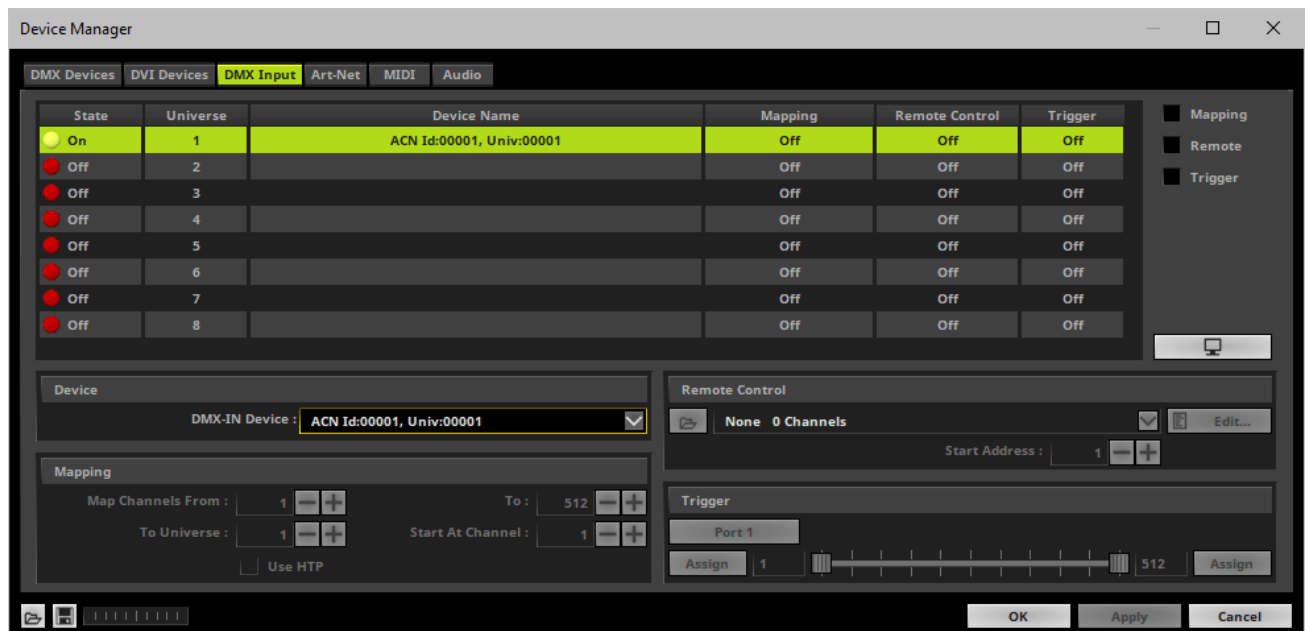 Device Manager
DMX Devices DVI Devices DMX Input Art-Net MIDI Audio
State Universe Device Name Mapping Remote Control Trigger
On 1 ACN Id:00001, Univ:00001 Off Off Off
Off 2 Off Off Off
Off 3 Off Off Off
Off 4 Off Off Off
Off 5 Off Off Off
Off 6 Off Off Off
Off 7 Off Off Off
Off 8 Off Off Off
Mapping
Remote
Trigger
Device
DMX-IN Device : ACN Id:00001, Univ:00001
Mapping
Map Channels From : 1 To : 512
To Universe : 1 Start At Channel : 1
Use HTP
Remote Control
None 0 Channels Edit...
Start Address : 1
Trigger
Port 1
Assign 1 512 Assign
OK Apply Cancel